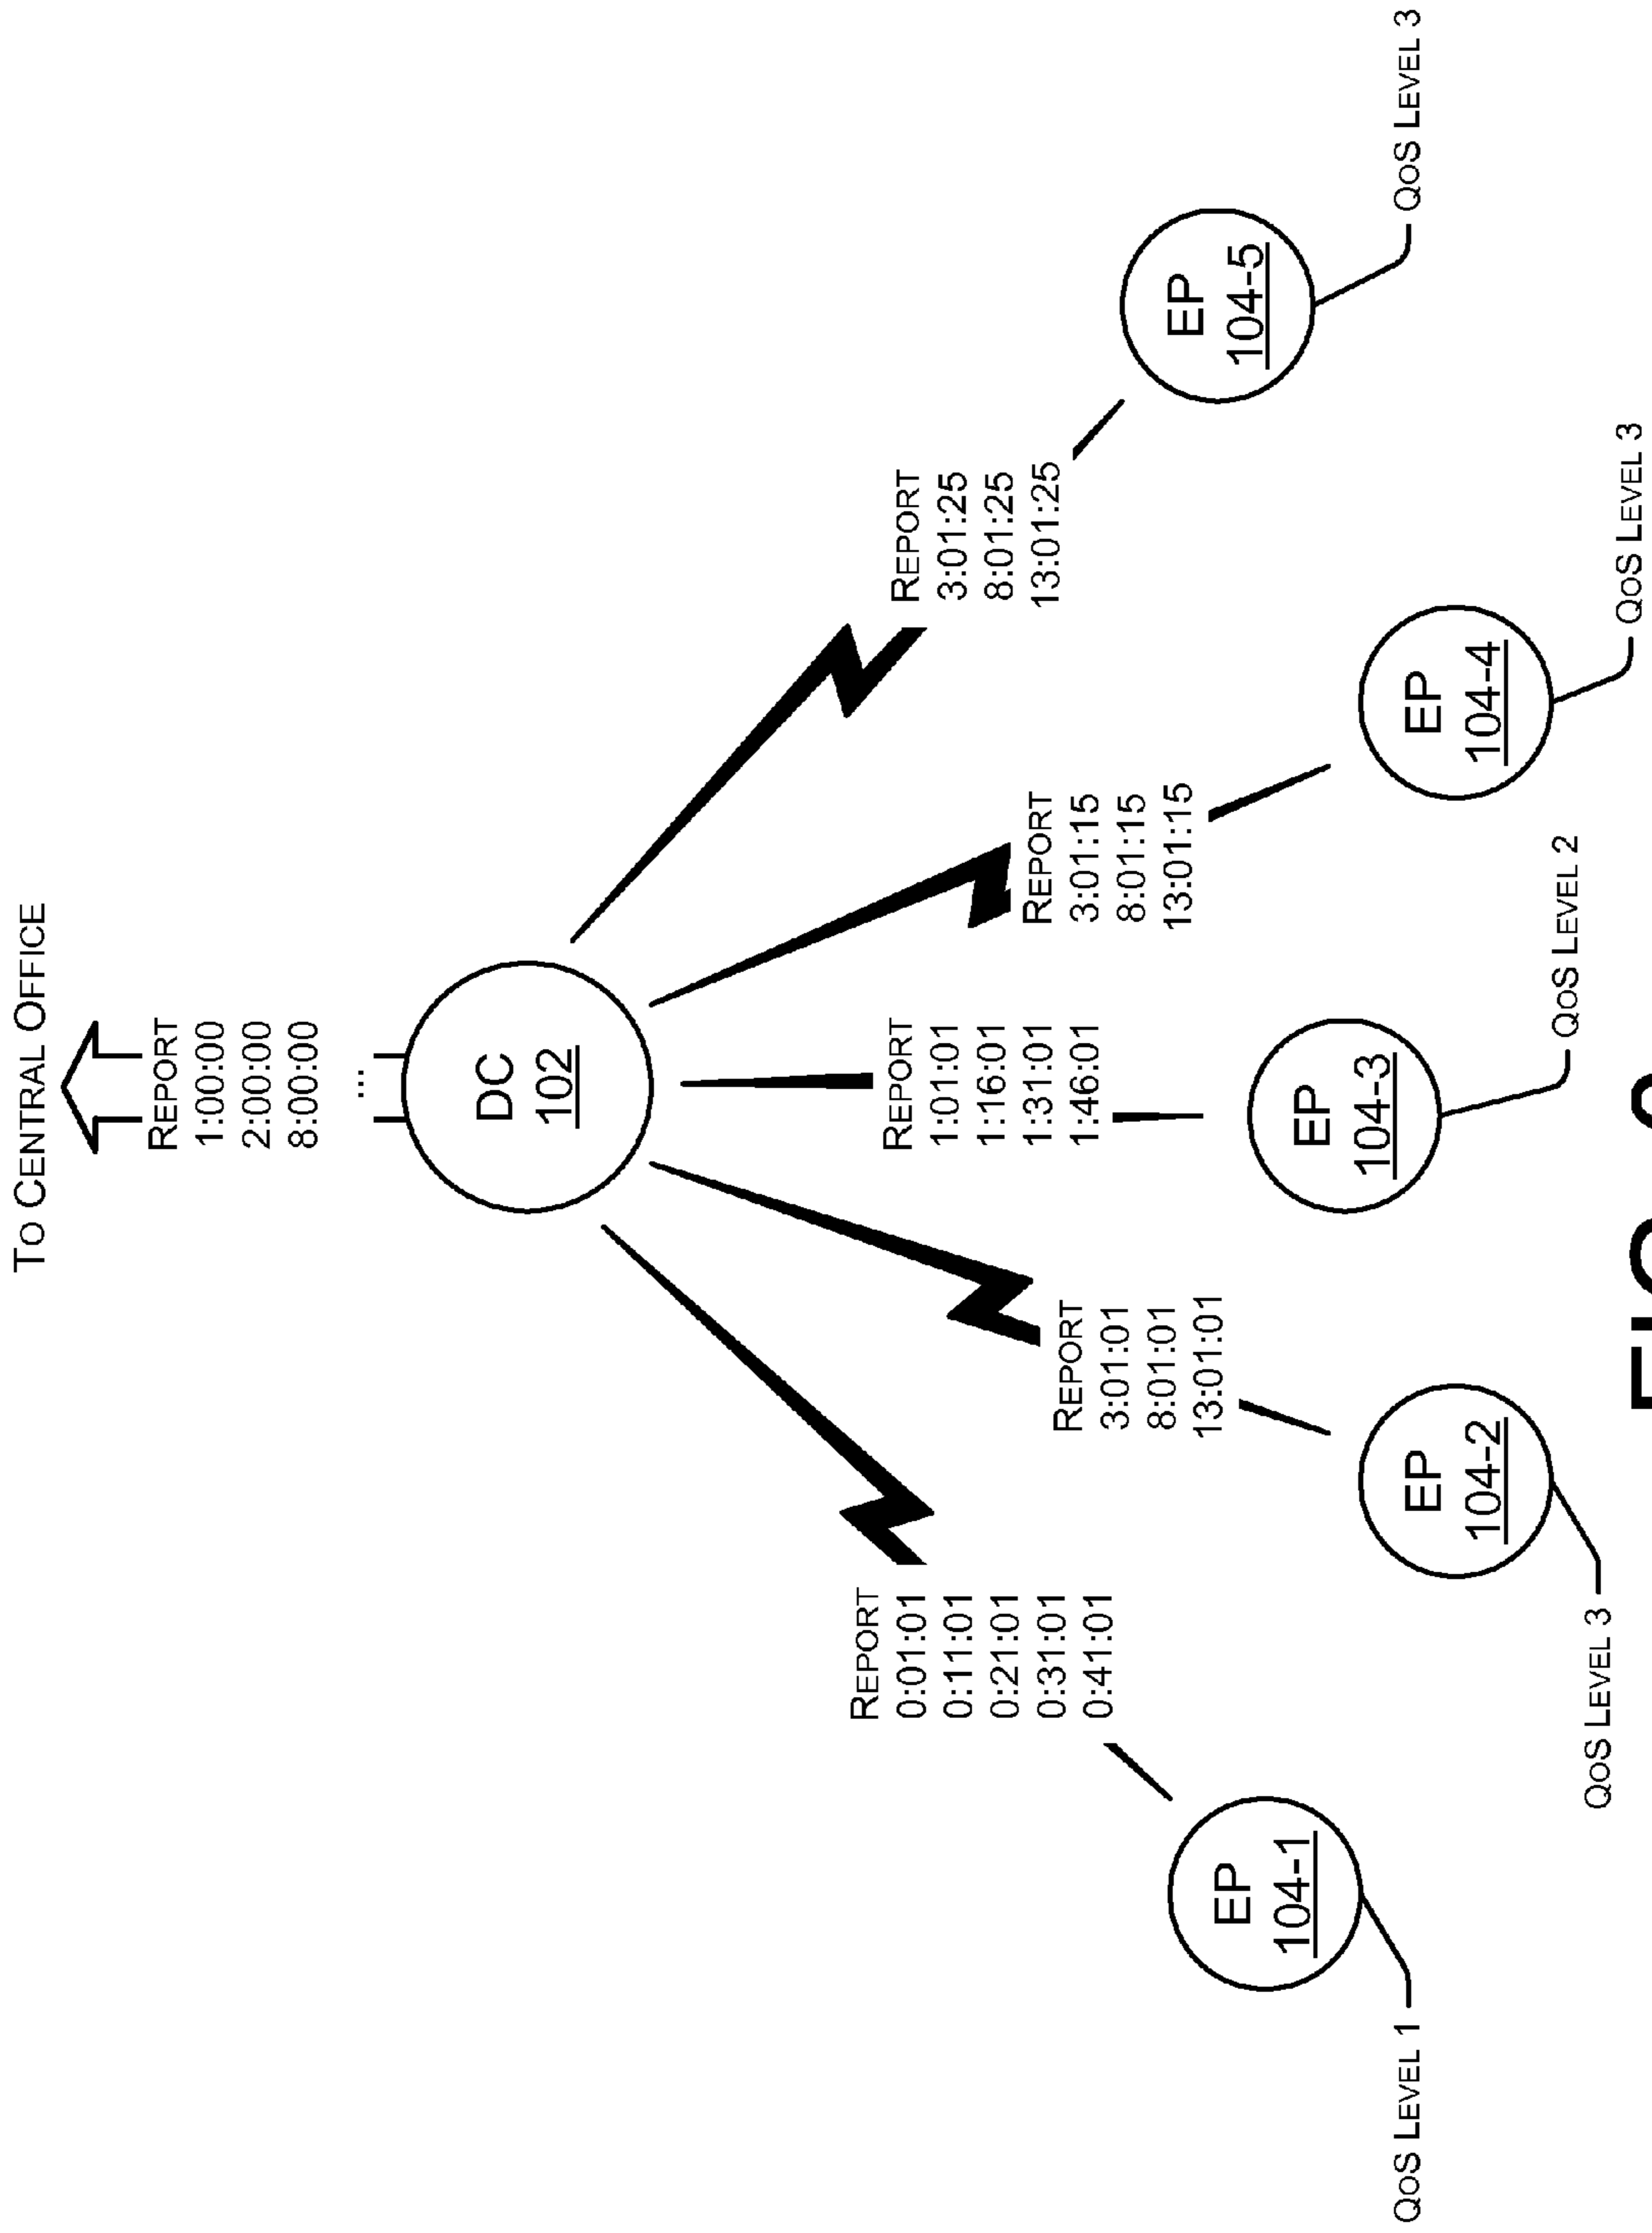 TO CENTRAL OFFICE
REPORT
1:00:00
2:00:00
8:00:00
...
DC
102
REPORT
0:01:01
0:11:01
0:21:01
0:31:01
0:41:01
EP
104-1
QOS LEVEL 1
REPORT
3:01:01
8:01:01
13:01:01
EP
104-2
QOS LEVEL 3
REPORT
1:01:01
1:16:01
1:31:01
1:46:01
EP
104-3
QOS LEVEL 2
REPORT
3:01:15
8:01:15
13:01:15
EP
104-4
QOS LEVEL 3
REPORT
3:01:25
8:01:25
13:01:25
EP
104-5
QOS LEVEL 3